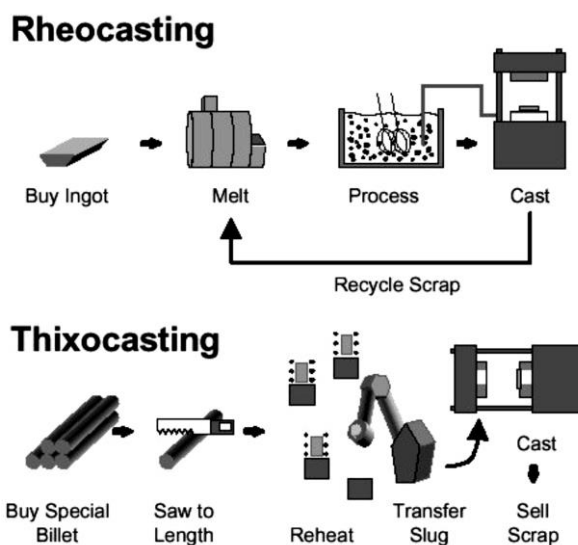 Rheocasting
Buy Ingot
Melt
Process
Cast
Recycle Scrap
Thixocasting
Cast
Buy Special
Billet
Saw to
Length
Reheat
Transfer
Slug
Sell
Scrap